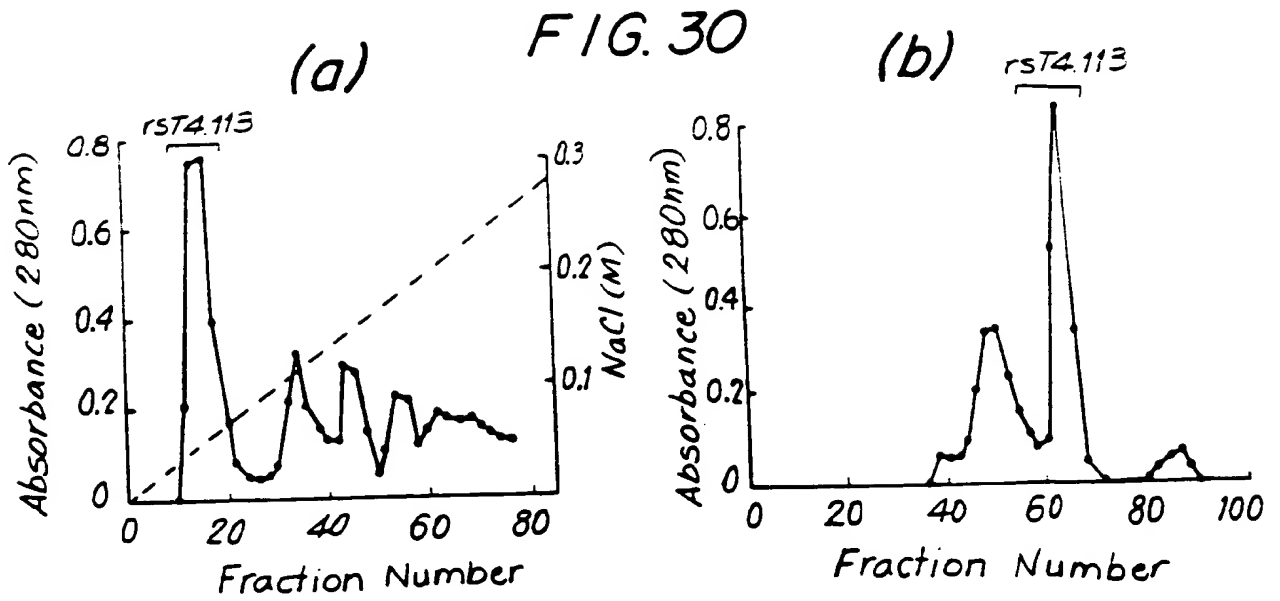 FIG. 30
(a)
rsT4.113
0.8
0.6
0.4
0.2
0
Absorbance (280nm)
0.3
0.2
0.1
NaCl (M)
0 20 40 60 80
Fraction Number
(b)
rsT4.113
0.8
0.6
0.4
0.2
0
Absorbance (280nm)
0 20 40 60 80 100
Fraction Number